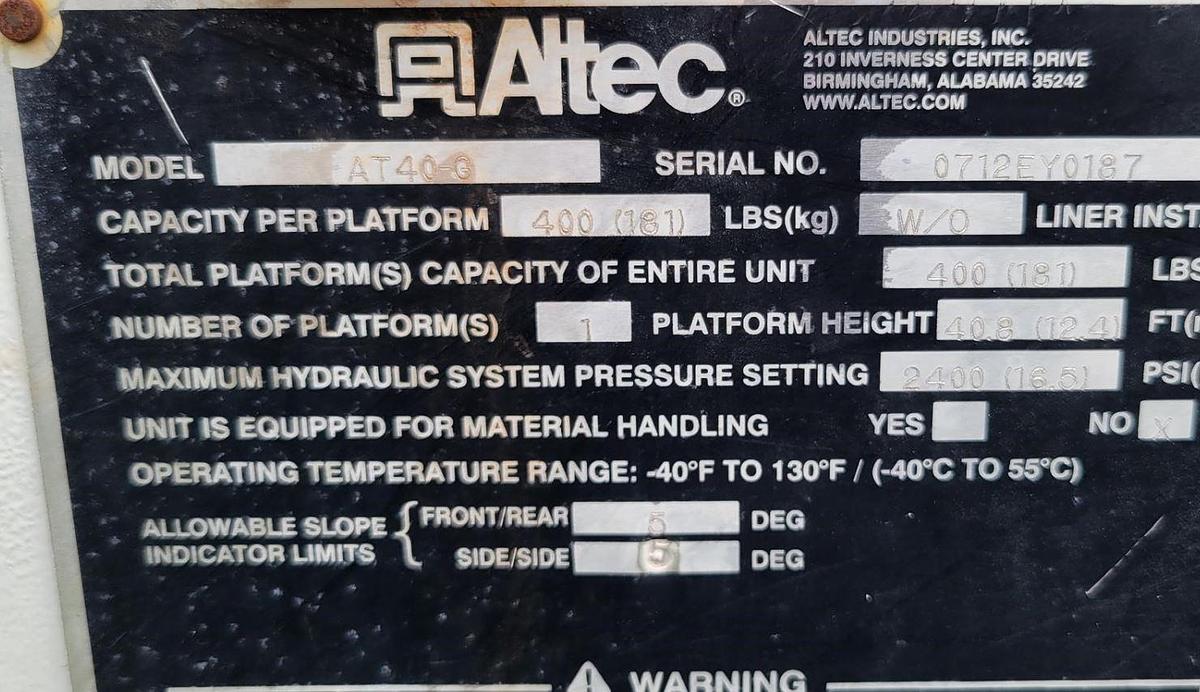 Altec®
ALTEC INDUSTRIES, INC.
210 INVERNESS CENTER DRIVE
BIRMINGHAM, ALABAMA 35242
WWW.ALTEC.COM
MODEL AT40-G SERIAL NO. 0712EY0187
CAPACITY PER PLATFORM 400 (181) LBS(kg) W/O LINER INST
TOTAL PLATFORM(S) CAPACITY OF ENTIRE UNIT 400 (181) LBS
NUMBER OF PLATFORM(S) 1 PLATFORM HEIGHT 40.8 (12.4) FT(
MAXIMUM HYDRAULIC SYSTEM PRESSURE SETTING 2400 (16.5) PSI(
UNIT IS EQUIPPED FOR MATERIAL HANDLING YES NO X
OPERATING TEMPERATURE RANGE: -40°F TO 130°F / (-40°C TO 55°C)
ALLOWABLE SLOPE INDICATOR LIMITS { FRONT/REAR 5 DEG
SIDE/SIDE 5 DEG
WARNING